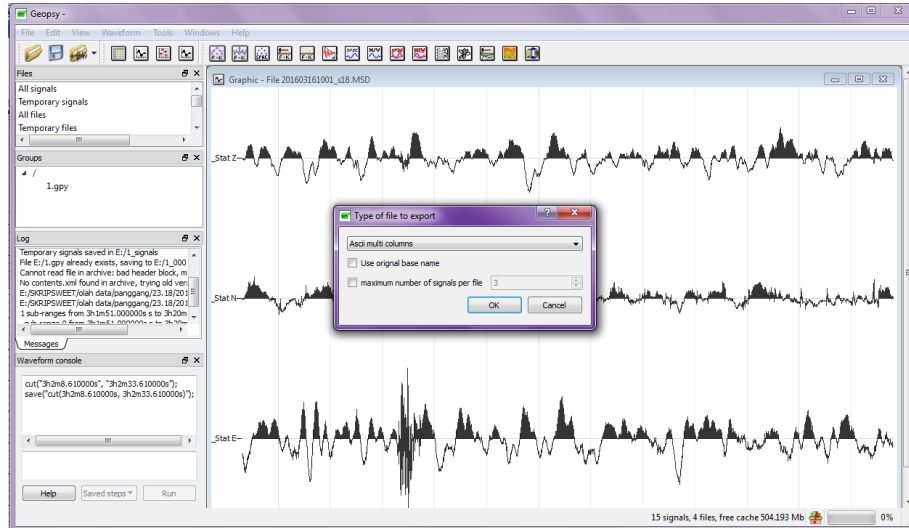 Geopsy -
File Edit View Waveform Tools Windows Help
Files
All signals
Temporary signals
All files
Temporary files
Groups
/
1.gpy
Log
Temporary signals saved in E:/1_signals
File E:/1.gpy already exists, saving to E:/1_000
Cannot read file in archive: bad header block, m
No contents.xml found in archive, trying old ver
E:/SKRIPSWEET/olah data/panggang/23.18/201
E:/SKRIPSWEET/olah data/panggang/23.18/201
1 sub-ranges from 3h1m51.000000s s to 3h20m
Messages
Waveform console
cut("3h2m8.610000s", "3h2m33.610000s");
save("cut(3h2m8.610000s, 3h2m33.610000s)");
Help Saved steps Run
Graphic - File 201603161001_s18.MSD
_Stat Z
_Stat N
_Stat E
Type of file to export
Ascii multi columns
Use orignal base name
maximum number of signals per file 3
OK Cancel
15 signals, 4 files, free cache 504.193 Mb 0%